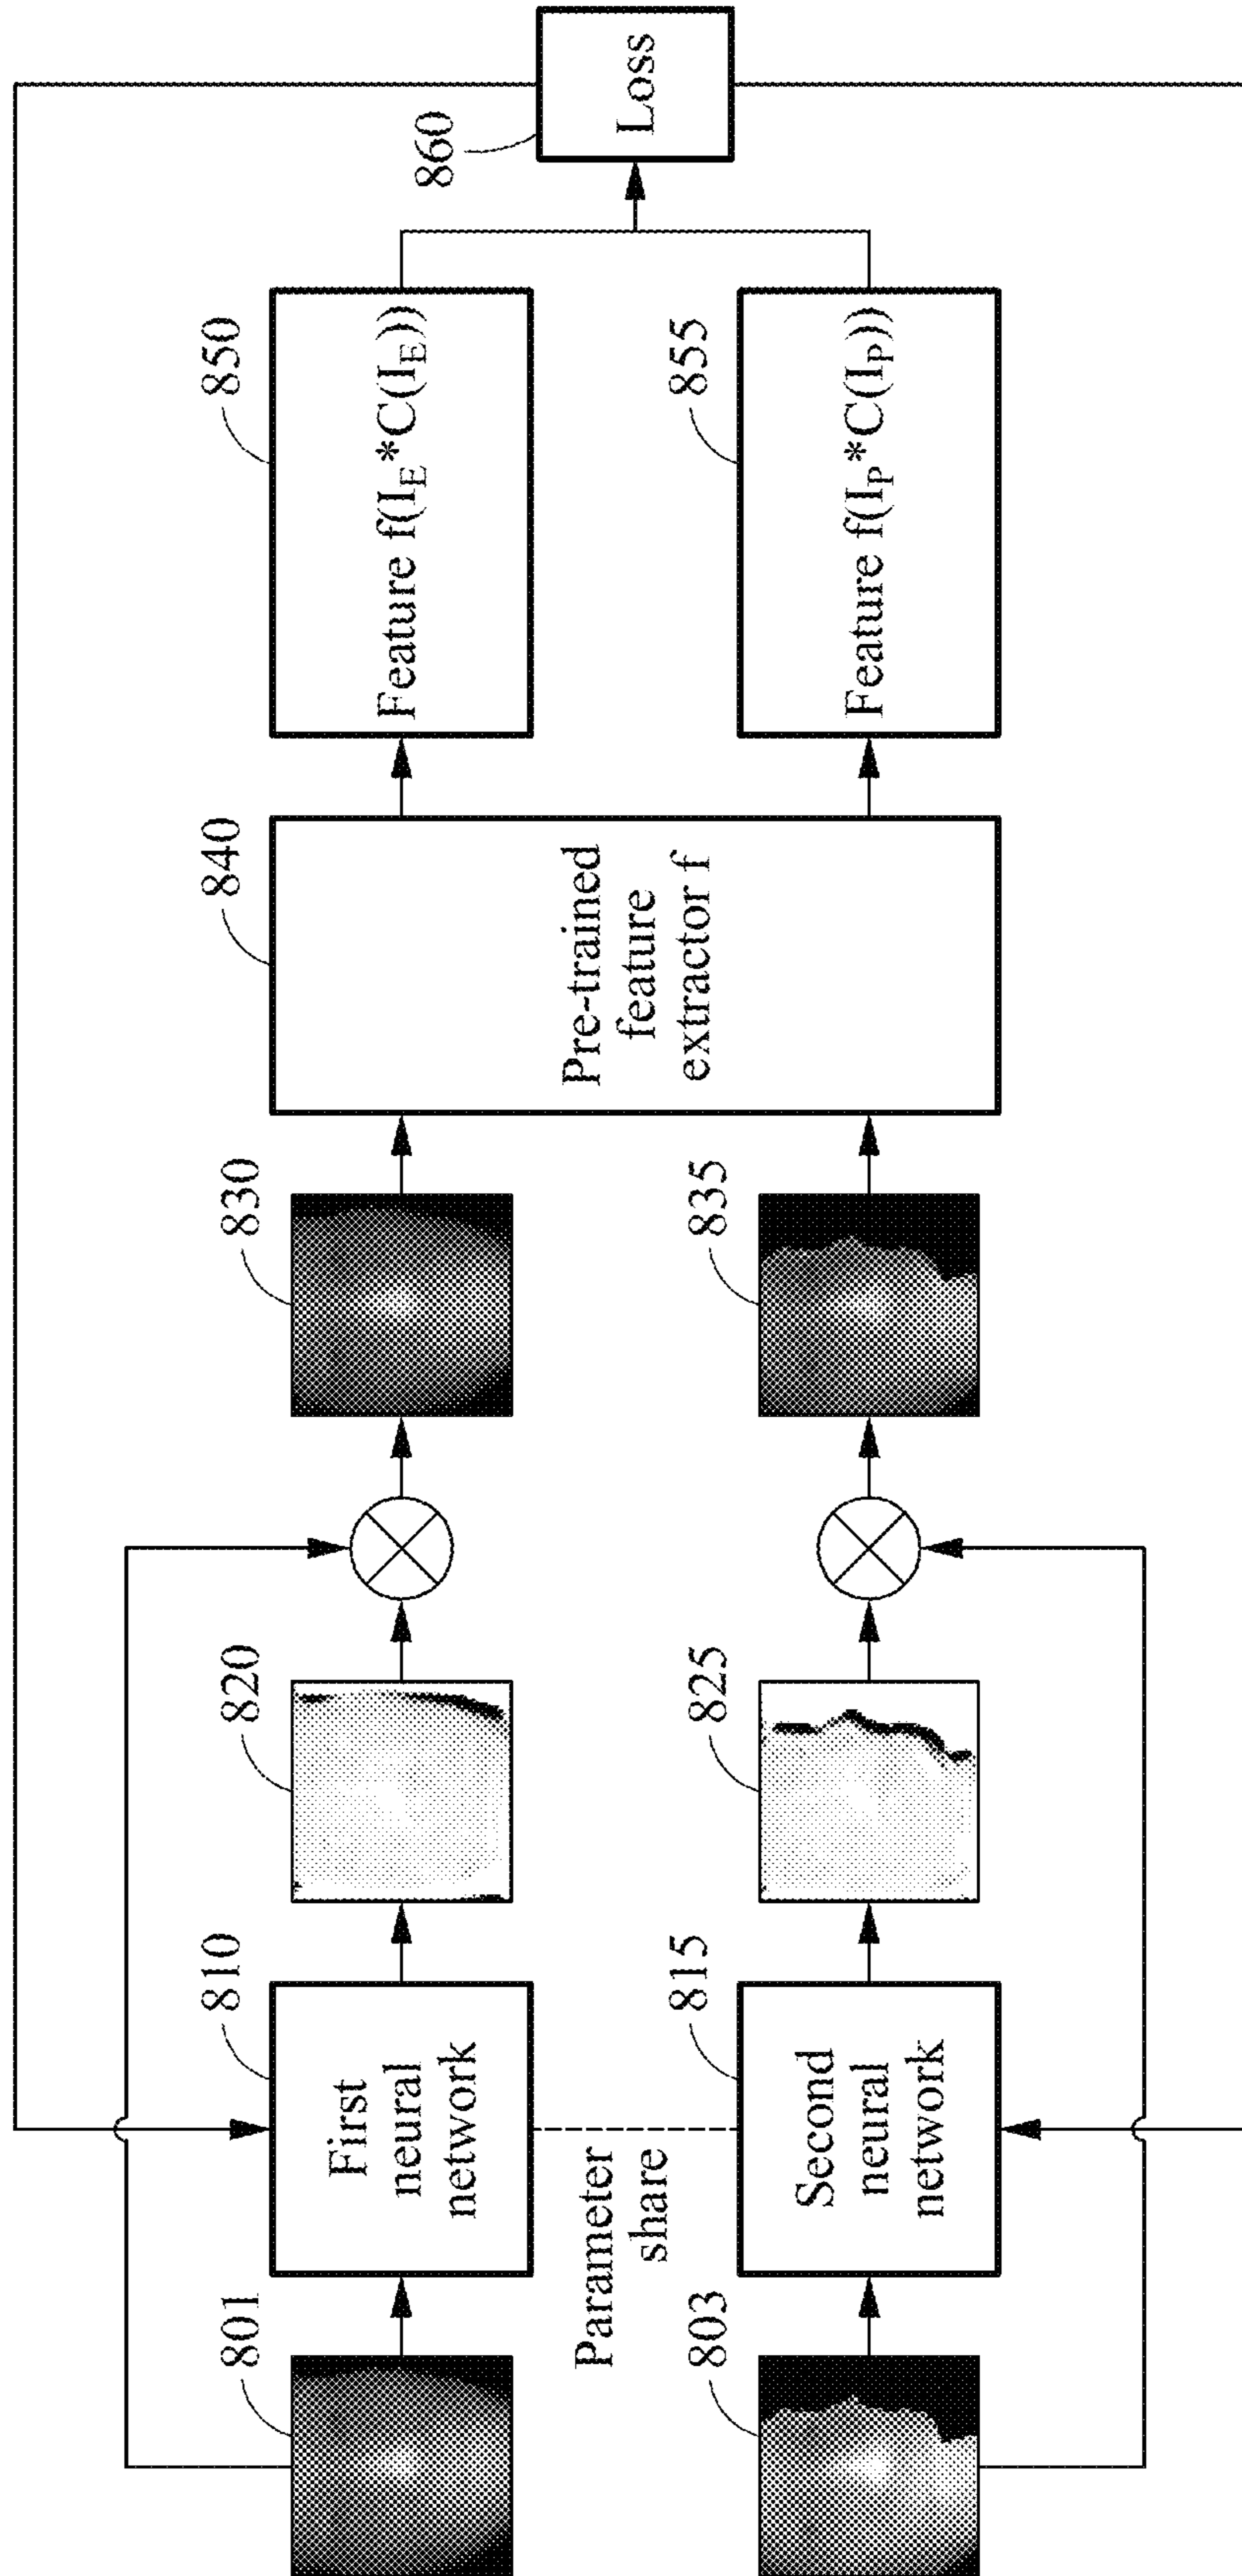 801
First
neural
network
810
820
830
Pre-trained
feature
extractor f
840
Feature f(I_E*C(I_E)))
850
Loss
860
Parameter
share
803
Second
neural
network
815
825
835
Feature f(I_P*C(I_P)))
855